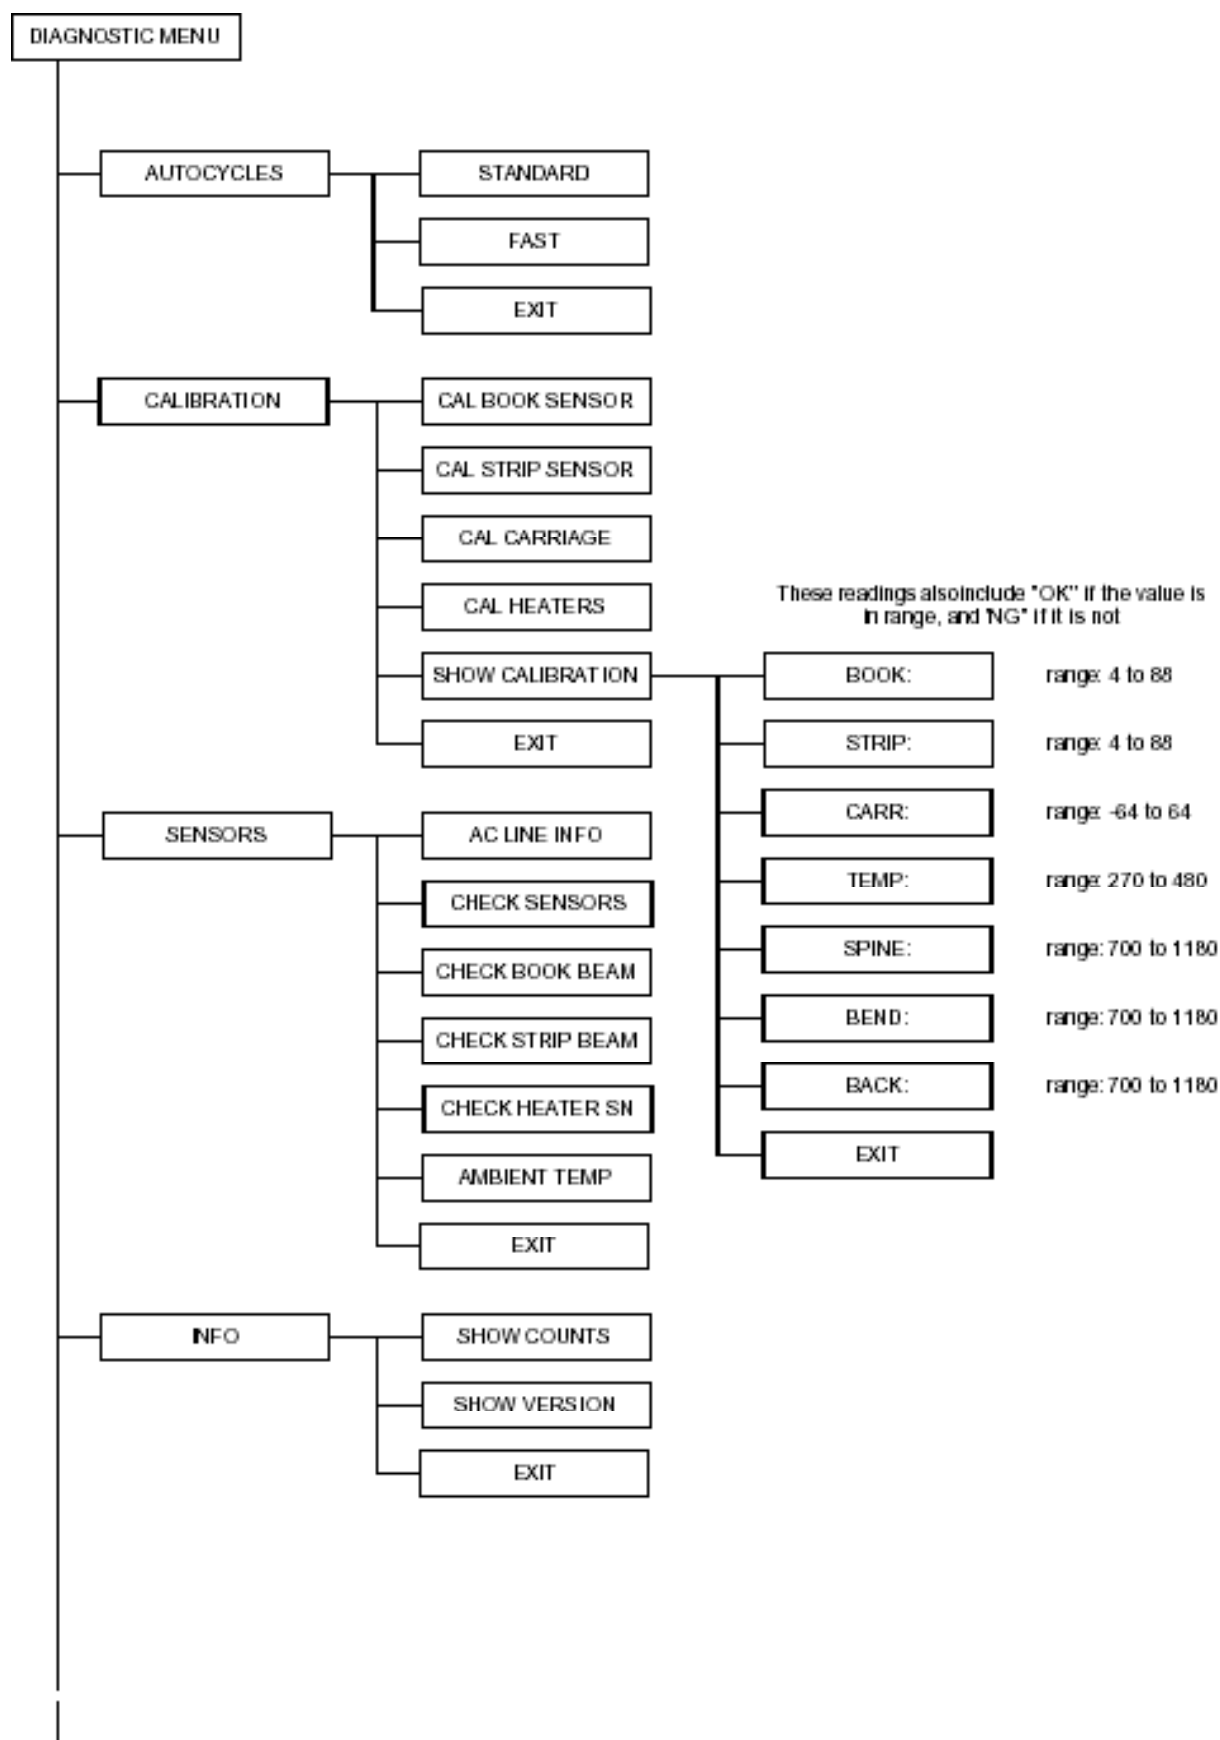 DIAGNOSTIC MENU
AUTOCYCLES
STANDARD
FAST
EXIT
CALIBRATION
CAL BOOK SENSOR
CAL STRIP SENSOR
CAL CARRIAGE
CAL HEATERS
SHOW CALIBRATION
EXIT
These readings alsoinclude "OK" if the value is
in range, and "NG" if it is not
BOOK: range: 4 to 88
STRIP: range: 4 to 88
CARR: range: -64 to 64
TEMP: range: 270 to 480
SPINE: range: 700 to 1180
BEND: range: 700 to 1180
BACK: range: 700 to 1180
EXIT
SENSORS
AC LINE INFO
CHECK SENSORS
CHECK BOOK BEAM
CHECK STRIP BEAM
CHECK HEATER SN
AMBIENT TEMP
EXIT
INFO
SHOW COUNTS
SHOW VERSION
EXIT